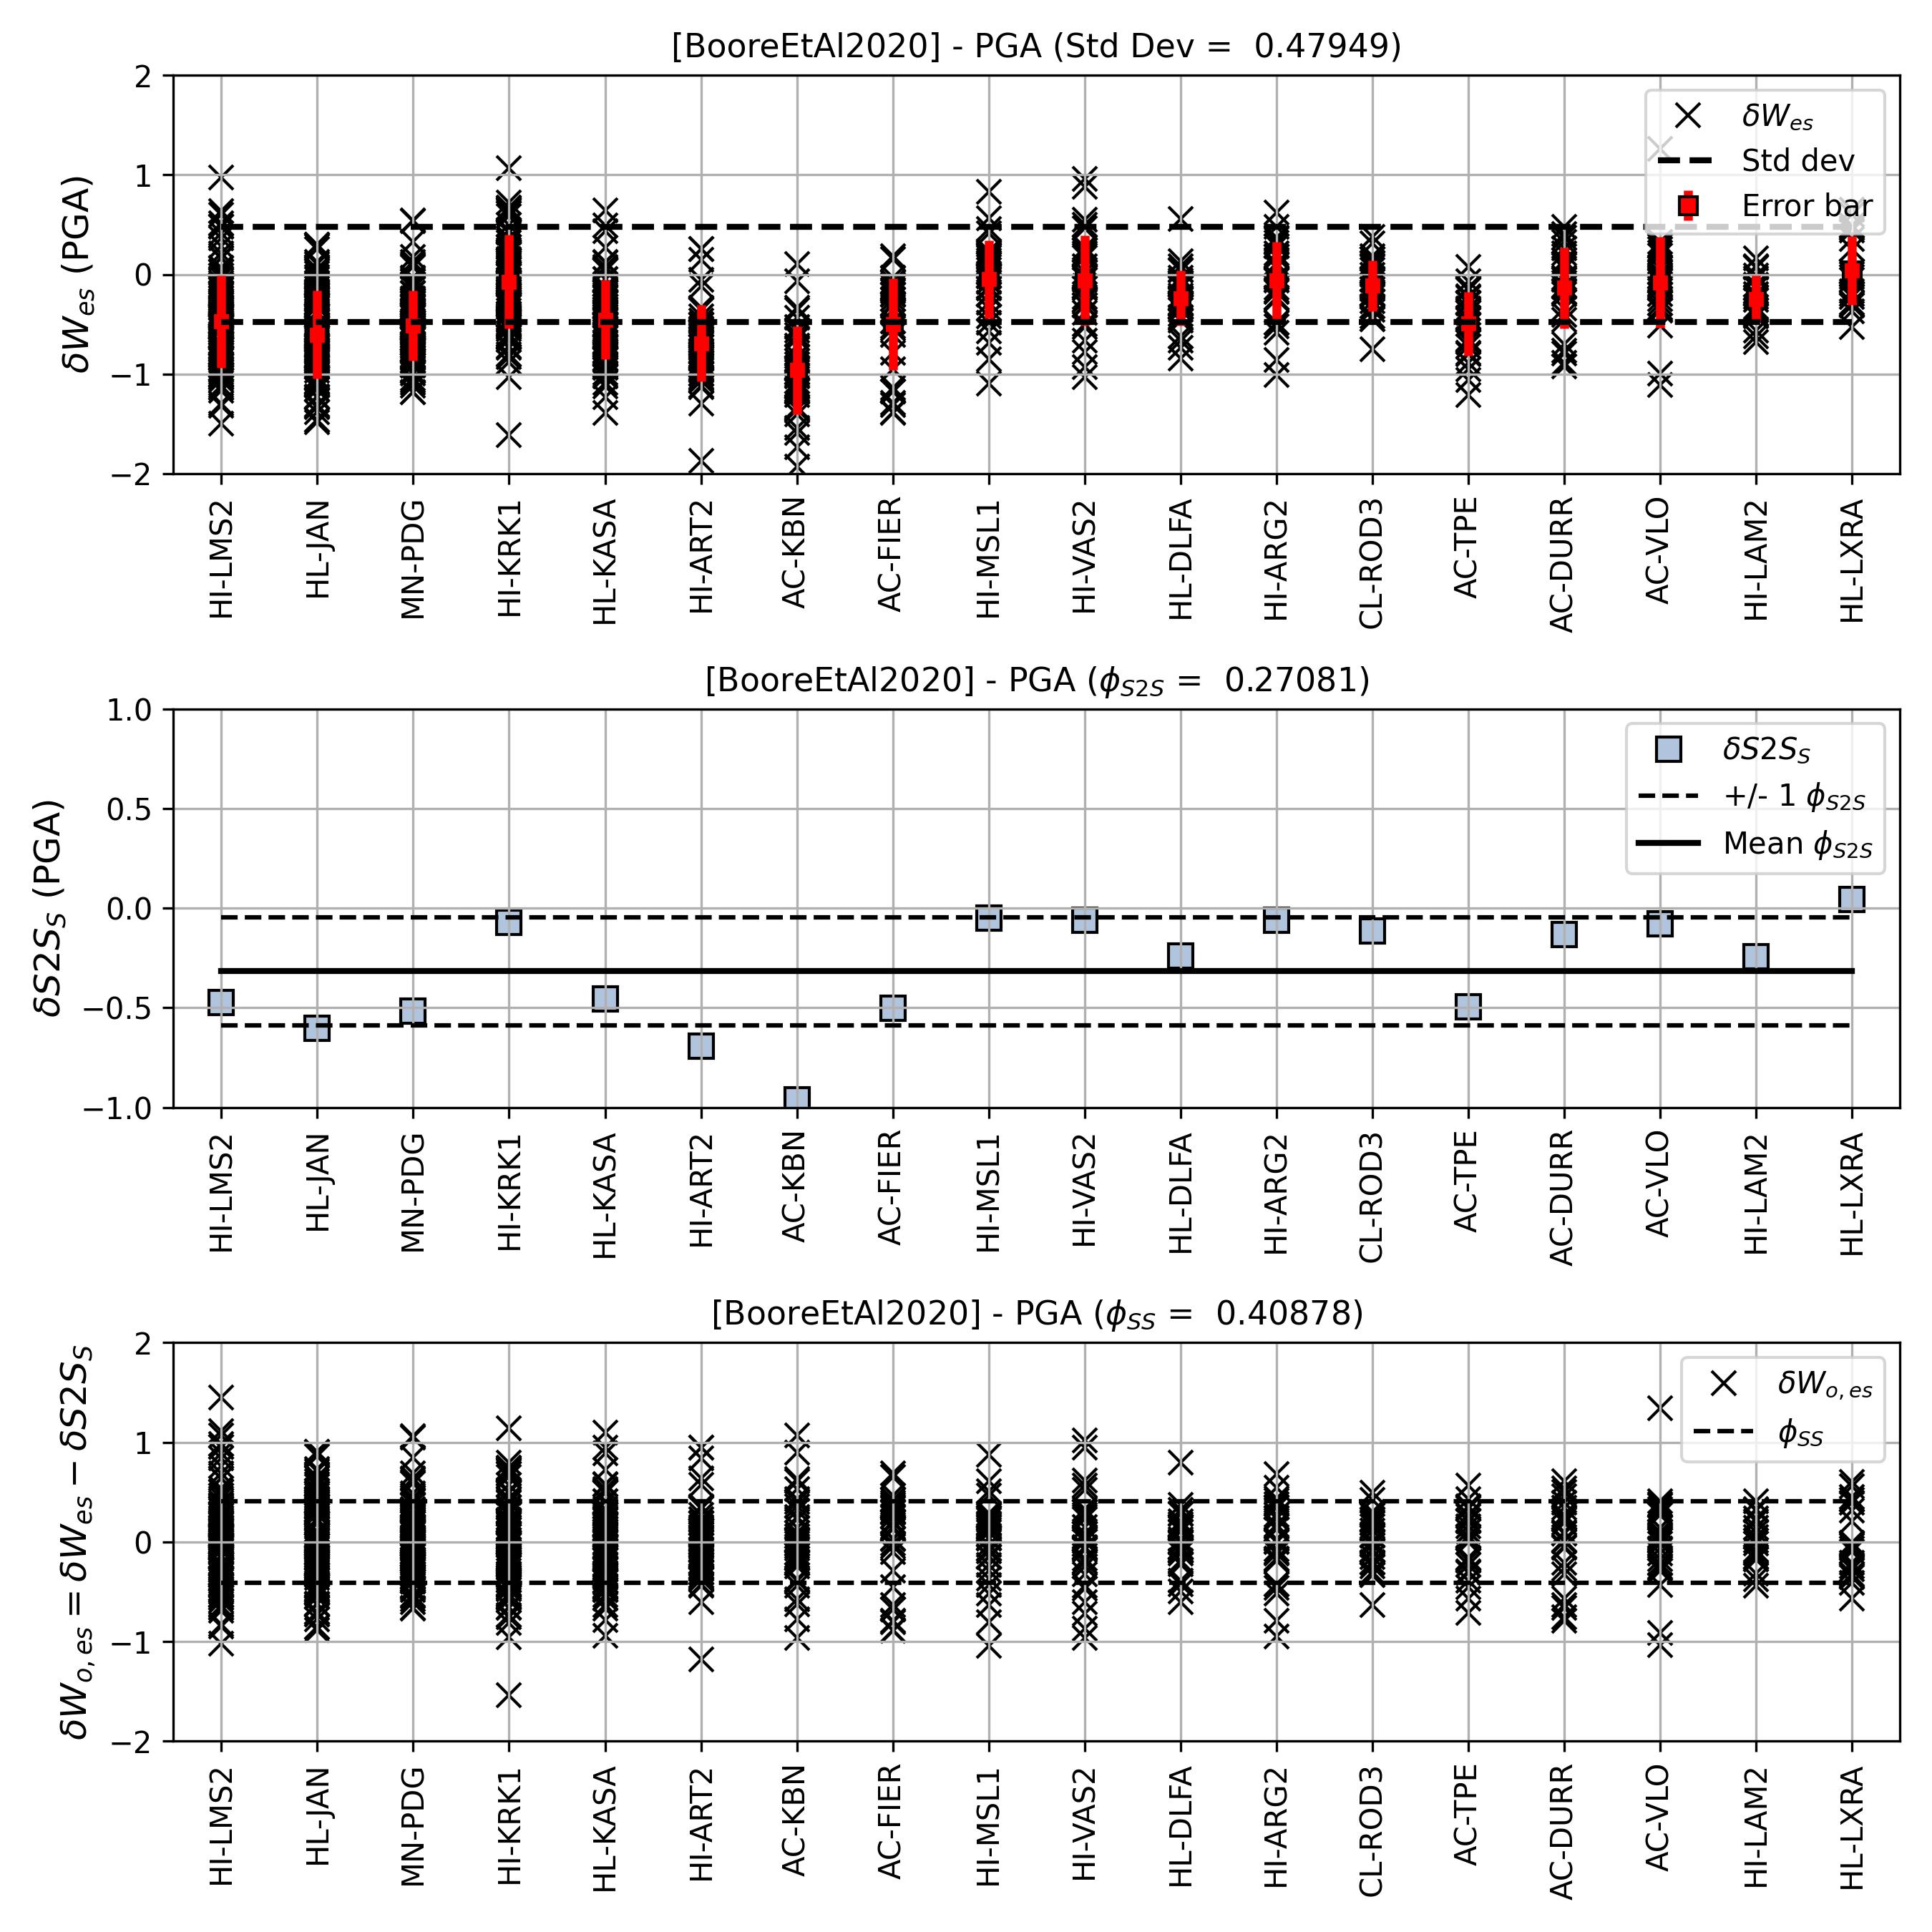 [BooreEtAl2020] - PGA (Std Dev =  0.47949)
δW_es (PGA)
2
1
0
−1
−2
δW_es
Std dev
Error bar
HI-LMS2
HL-JAN
MN-PDG
HI-KRK1
HL-KASA
HI-ART2
AC-KBN
AC-FIER
HI-MSL1
HI-VAS2
HL-DLFA
HI-ARG2
CL-ROD3
AC-TPE
AC-DURR
AC-VLO
HI-LAM2
HL-LXRA
[BooreEtAl2020] - PGA (ϕ_S2S =  0.27081)
δS2S_S (PGA)
1.0
0.5
0.0
−0.5
−1.0
δS2S_S
+/- 1 ϕ_S2S
Mean ϕ_S2S
HI-LMS2
HL-JAN
MN-PDG
HI-KRK1
HL-KASA
HI-ART2
AC-KBN
AC-FIER
HI-MSL1
HI-VAS2
HL-DLFA
HI-ARG2
CL-ROD3
AC-TPE
AC-DURR
AC-VLO
HI-LAM2
HL-LXRA
[BooreEtAl2020] - PGA (ϕ_SS =  0.40878)
δW_o,es = δW_es − δS2S_S
2
1
0
−1
−2
δW_o,es
ϕ_SS
HI-LMS2
HL-JAN
MN-PDG
HI-KRK1
HL-KASA
HI-ART2
AC-KBN
AC-FIER
HI-MSL1
HI-VAS2
HL-DLFA
HI-ARG2
CL-ROD3
AC-TPE
AC-DURR
AC-VLO
HI-LAM2
HL-LXRA